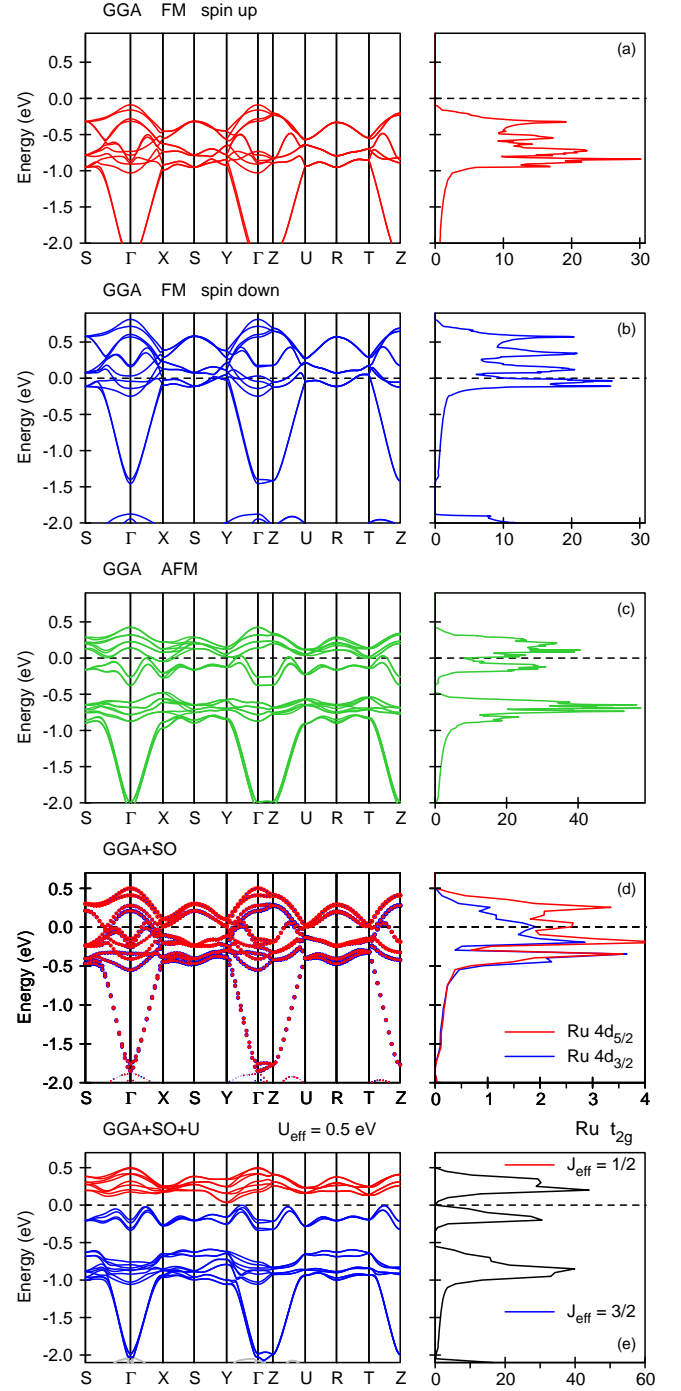 GGA FM spin up
(a)
Energy (eV)
0.0
-0.5
-1.0
-1.5
-2.0
S Γ X S Y Γ Z U R T Z
0 10 20 30
GGA FM spin down
(b)
Energy (eV)
0.5
0.0
-0.5
-1.0
-1.5
-2.0
S Γ X S Y Γ Z U R T Z
0 10 20 30
GGA AFM
(c)
Energy (eV)
0.5
0.0
-0.5
-1.0
-1.5
-2.0
S Γ X S Y Γ Z U R T Z
0 20 40
GGA+SO
(d)
Energy (eV)
0.5
0.0
-0.5
-1.0
-1.5
-2.0
Ru 4d5/2
Ru 4d3/2
S Γ X S Y Γ Z U R T Z
0 1 2 3 4
GGA+SO+U Ueff = 0.5 eV Ru t2g
Energy (eV)
0.5
0.0
-0.5
-1.0
-1.5
-2.0
Jeff = 1/2
Jeff = 3/2
(e)
S Γ X S Y Γ Z U R T Z
0 20 40 60